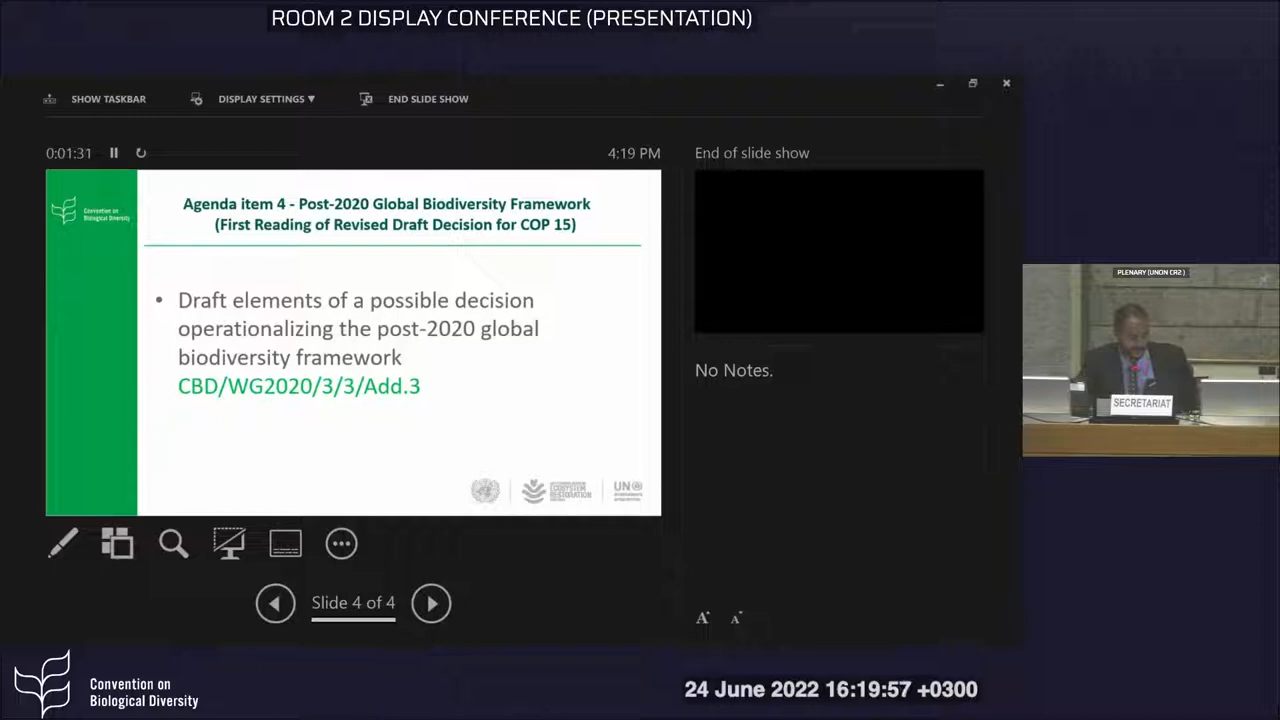 ROOM 2 DISPLAY CONFERENCE (PRESENTATION)
SHOW TASKBAR
DISPLAY SETTINGS ▼
END SLIDE SHOW
0:01:31
4:19 PM
End of slide show
Convention on
Biological Diversity
Agenda item 4 - Post-2020 Global Biodiversity Framework
(First Reading of Revised Draft Decision for COP 15)
• Draft elements of a possible decision
operationalizing the post-2020 global
biodiversity framework
CBD/WG2020/3/3/Add.3
ECOSYSTEM
RESTORATION
UN
No Notes.
PLENARY (UNON CR2)
SECRETARIAT
Slide 4 of 4
A A
Convention on
Biological Diversity
24 June 2022 16:19:57 +0300